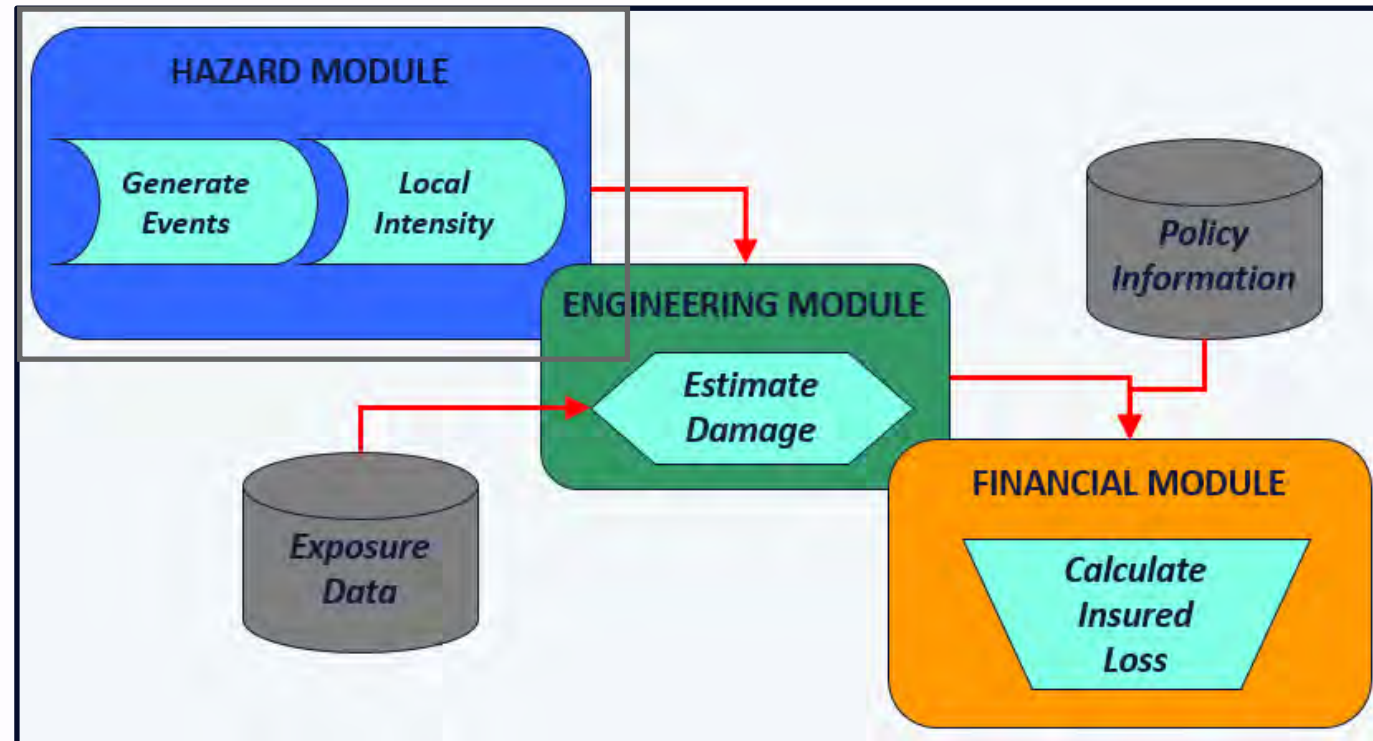 HAZARD MODULE
Generate
Events
Local
Intensity
Policy
Information
ENGINEERING MODULE
Estimate
Damage
Exposure
Data
FINANCIAL MODULE
Calculate
Insured
Loss